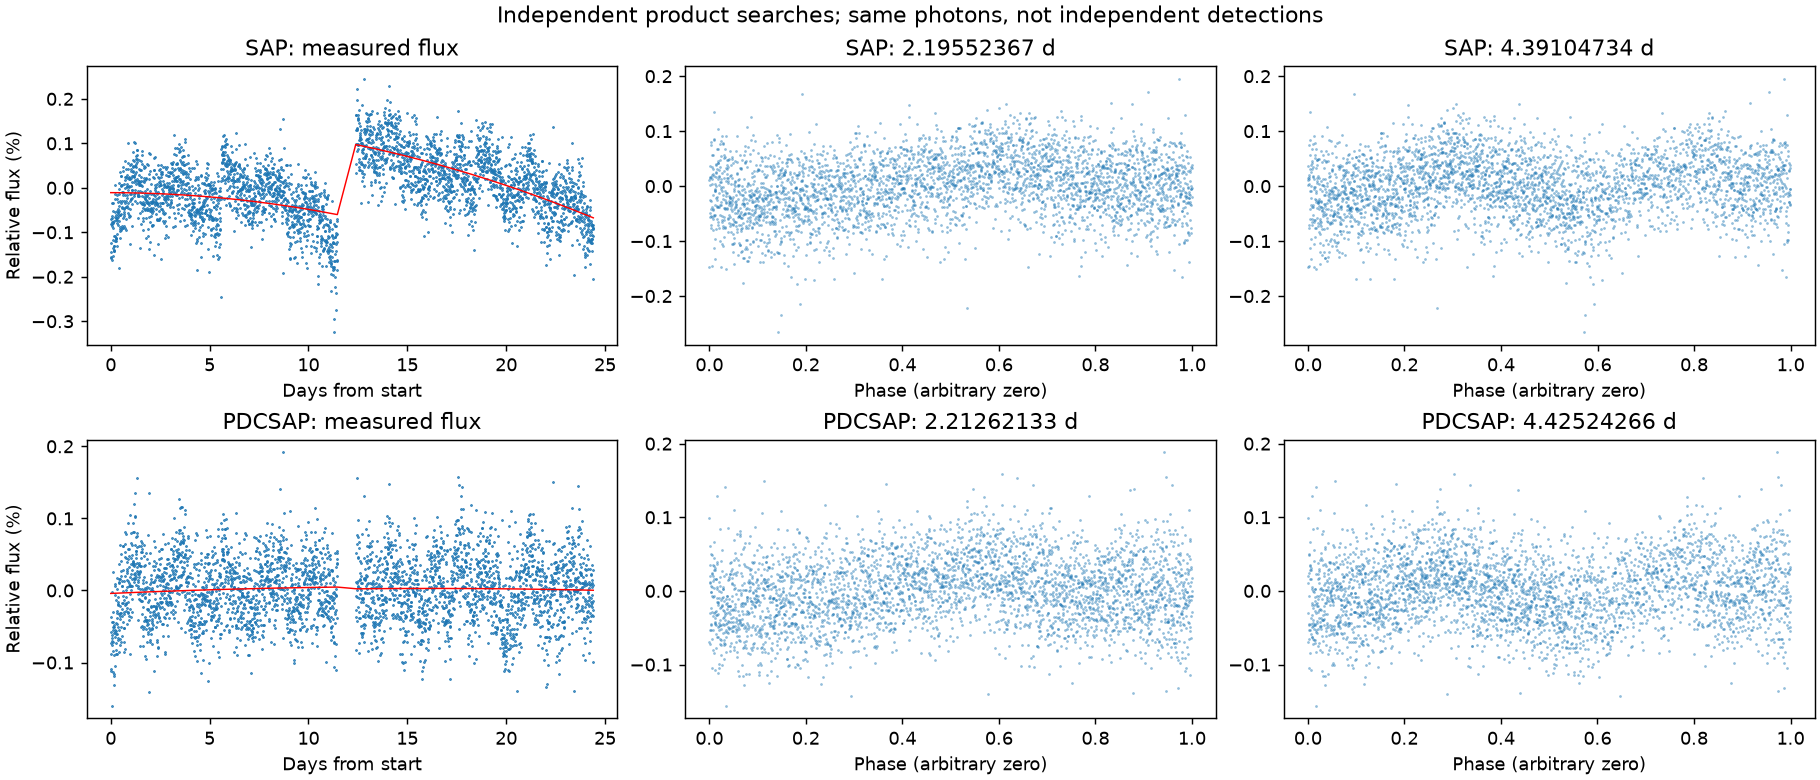 Independent product searches; same photons, not independent detections
SAP: measured flux
SAP: 2.19552367 d
SAP: 4.39104734 d
Relative flux (%)
0.2
0.1
0.0
−0.1
−0.2
−0.3
0 5 10 15 20 25
Days from start
0.2
0.1
0.0
−0.1
−0.2
0.0 0.2 0.4 0.6 0.8 1.0
Phase (arbitrary zero)
0.2
0.1
0.0
−0.1
−0.2
0.0 0.2 0.4 0.6 0.8 1.0
Phase (arbitrary zero)
PDCSAP: measured flux
PDCSAP: 2.21262133 d
PDCSAP: 4.42524266 d
Relative flux (%)
0.2
0.1
0.0
−0.1
0 5 10 15 20 25
Days from start
0.2
0.1
0.0
−0.1
0.0 0.2 0.4 0.6 0.8 1.0
Phase (arbitrary zero)
0.2
0.1
0.0
−0.1
0.0 0.2 0.4 0.6 0.8 1.0
Phase (arbitrary zero)